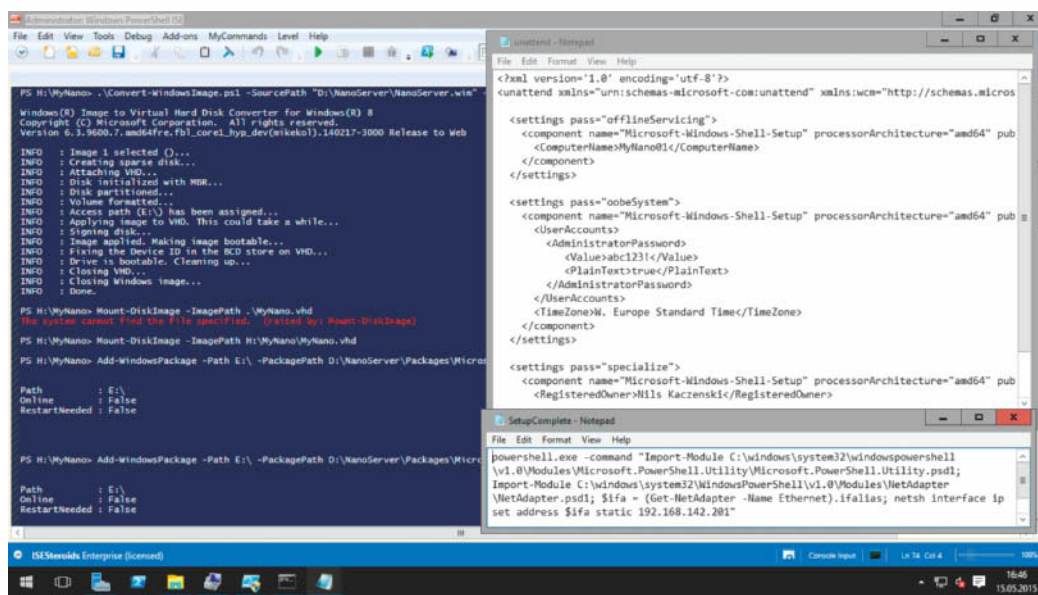 Administrator: Windows PowerShell ISE
File Edit View Tools Debug Add-ons MyCommands Level Help
PS H:\MyNano> .\Convert-WindowsImage.ps1 -SourcePath "D:\NanoServer\NanoServer.wim" -
Windows(R) Image to Virtual Hard Disk Converter for Windows(R) 8
Copyright (C) Microsoft Corporation. All rights reserved.
Version 6.3.9600.7.amd64fre.fbl_core1_hyp_dev(mikekol).140217-3000 Release to Web
INFO : Image 1 selected ()...
INFO : Creating sparse disk...
INFO : Attaching VHD...
INFO : Disk initialized with MBR...
INFO : Disk partitioned...
INFO : Volume formatted...
INFO : Access path (E:\) has been assigned...
INFO : Applying image to VHD. This could take a while...
INFO : Signing disk...
INFO : Image applied. Making image bootable...
INFO : Fixing the Device ID in the BCD store on VHD...
INFO : Drive is bootable. Cleaning up...
INFO : Closing VHD...
INFO : Closing Windows image...
INFO : Done.
PS H:\MyNano> Mount-DiskImage -ImagePath .\MyNano.vhd
The system cannot find the file specified. (raised by: Mount-DiskImage)
PS H:\MyNano> Mount-DiskImage -ImagePath H:\MyNano\MyNano.vhd
PS H:\MyNano> Add-WindowsPackage -Path E:\ -PackagePath D:\NanoServer\Packages\Micros
Path : E:\
Online : False
RestartNeeded : False
PS H:\MyNano> Add-WindowsPackage -Path E:\ -PackagePath D:\NanoServer\Packages\Micro
Path : E:\
Online : False
RestartNeeded : False
unattend - Notepad
File Edit Format View Help
<?xml version='1.0' encoding='utf-8'?>
<unattend xmlns="urn:schemas-microsoft-com:unattend" xmlns:wcm="http://schemas.micros
<settings pass="offlineServicing">
<component name="Microsoft-Windows-Shell-Setup" processorArchitecture="amd64" pub
<ComputerName>MyNano01</ComputerName>
</component>
</settings>
<settings pass="oobeSystem">
<component name="Microsoft-Windows-Shell-Setup" processorArchitecture="amd64" pub
<UserAccounts>
<AdministratorPassword>
<Value>abc123!</Value>
<PlainText>true</PlainText>
</AdministratorPassword>
</UserAccounts>
<TimeZone>W. Europe Standard Time</TimeZone>
</component>
</settings>
<settings pass="specialize">
<component name="Microsoft-Windows-Shell-Setup" processorArchitecture="amd64" pub
<RegisteredOwner>Nils Kaczenski</RegisteredOwner>
SetupComplete - Notepad
File Edit Format View Help
powershell.exe -command "Import-Module C:\windows\system32\windowspowershell
\v1.0\Modules\Microsoft.PowerShell.Utility\Microsoft.PowerShell.Utility.psd1;
Import-Module C:\windows\system32\WindowsPowerShell\v1.0\Modules\NetAdapter
\NetAdapter.psd1; $ifa = (Get-NetAdapter -Name Ethernet).ifalias; netsh interface ip
set address $ifa static 192.168.142.201"
ISESteroids Enterprise (licensed)
Console Input
Ln 74 Col 4
100%
16:46
15.05.2015